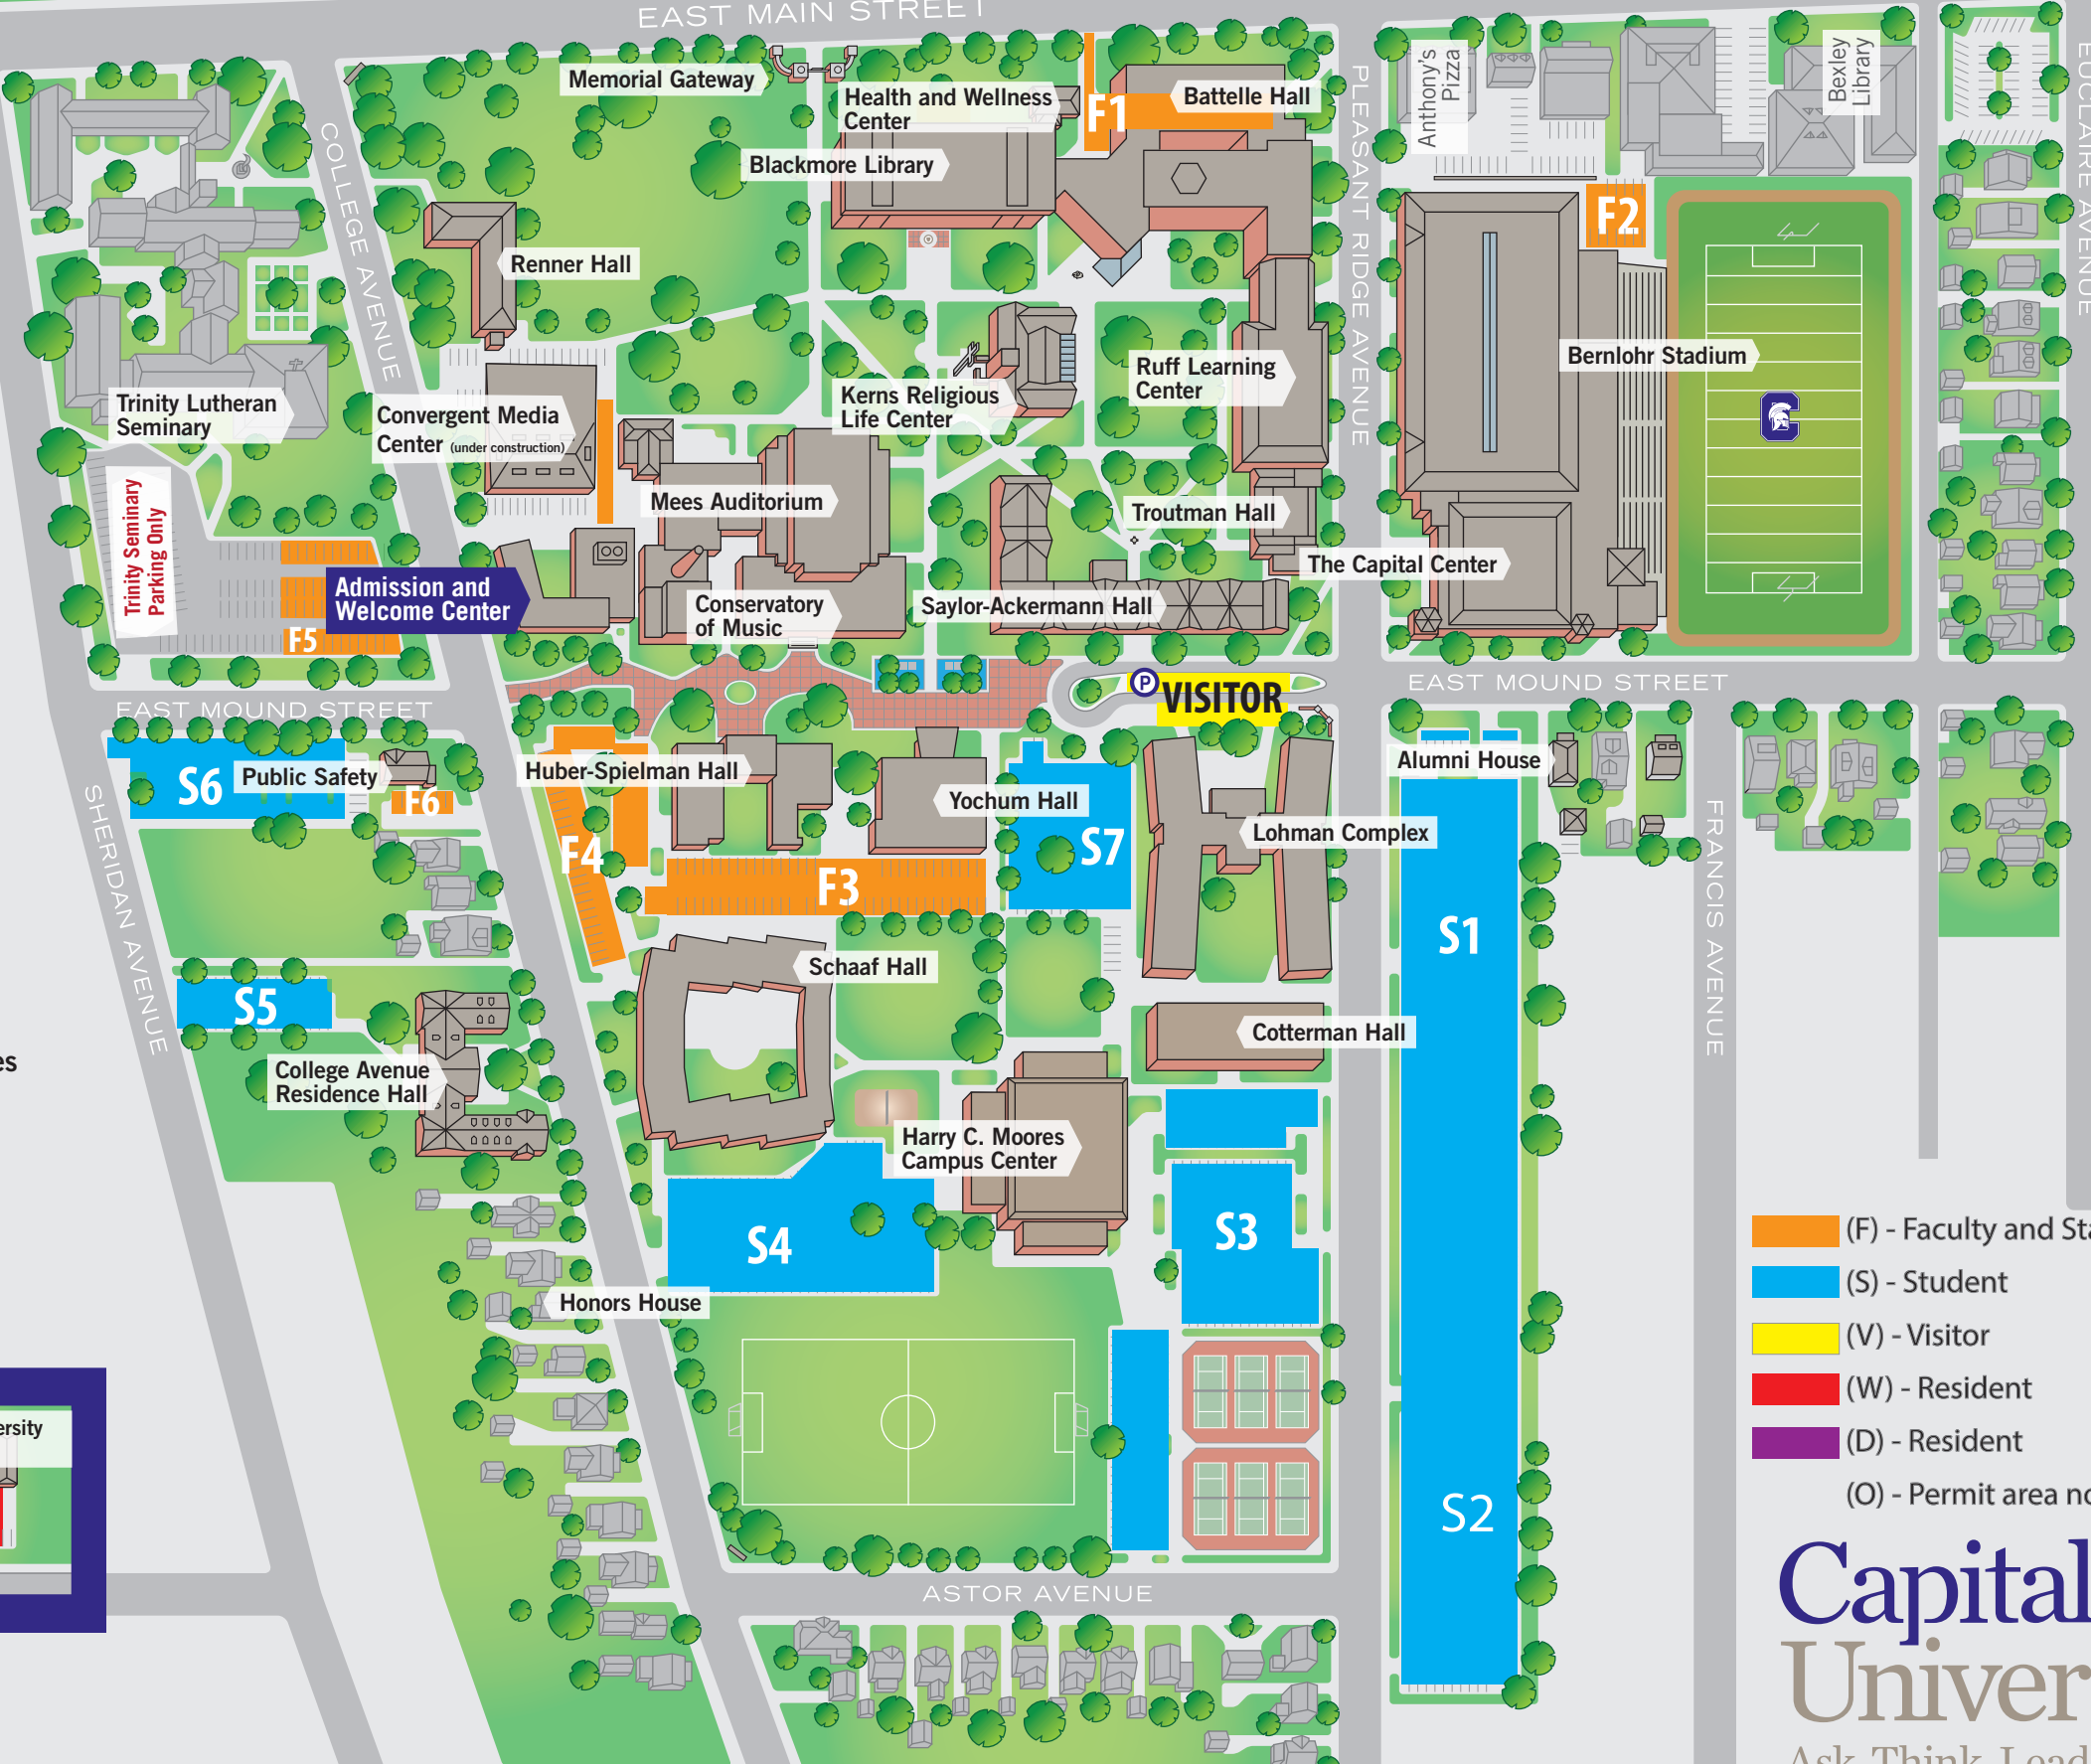 EAST MAIN STREET
Memorial Gateway
Health and Wellness
Center
F1
Battelle Hall
Blackmore Library
Anthony's
Pizza
Bexley
Library
COLLEGE AVENUE
PLEASANT RIDGE AVENUE
EUCLAIRE AVENUE
F2
Renner Hall
Ruff Learning
Center
Bernlohr Stadium
Kerns Religious
Life Center
Trinity Lutheran
Seminary
Convergent Media
Center (under construction)
C
Mees Auditorium
Troutman Hall
Trinity Seminary
Parking Only
The Capital Center
Admission and
Welcome Center
Conservatory
of Music
Saylor-Ackermann Hall
F5
P
VISITOR
EAST MOUND STREET
EAST MOUND STREET
S6
Public Safety
F6
Huber-Spielman Hall
Yochum Hall
Alumni House
Lohman Complex
S7
F4
F3
SHERIDAN AVENUE
FRANCIS AVENUE
S1
Schaaf Hall
S5
Cotterman Hall
es
College Avenue
Residence Hall
Harry C. Moores
Campus Center
S4
S3
Honors House
(F) - Faculty and Sta
(S) - Student
(V) - Visitor
(W) - Resident
(D) - Resident
(O) - Permit area no
ersity
S2
ASTOR AVENUE
Capital
Univer
Ask. Think. Lead